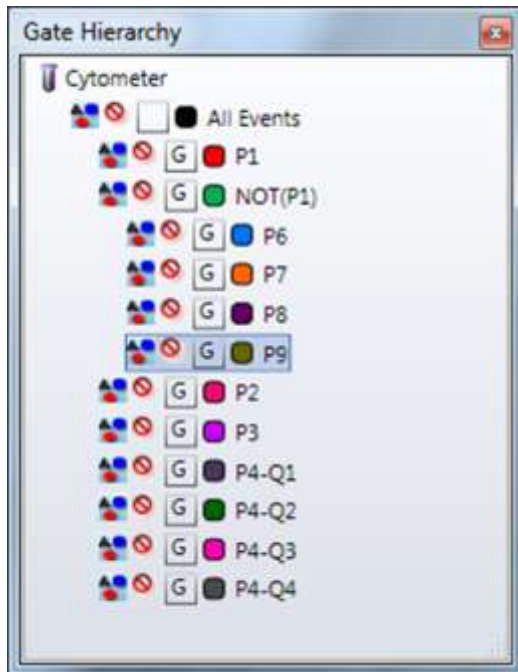 Gate Hierarchy
Cytometer
All Events
G P1
G NOT(P1)
G P6
G P7
G P8
G P9
G P2
G P3
G P4-Q1
G P4-Q2
G P4-Q3
G P4-Q4